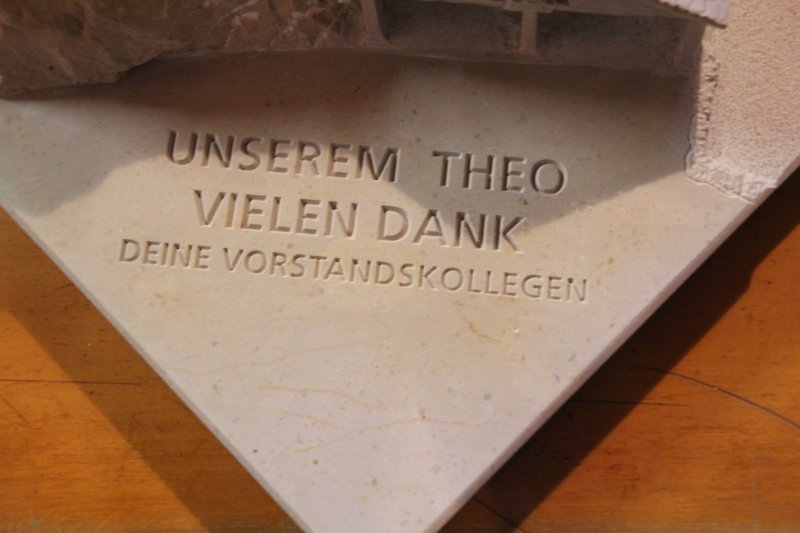 UNSEREM THEO
VIELEN DANK
DEINE VORSTANDSKOLLEGEN